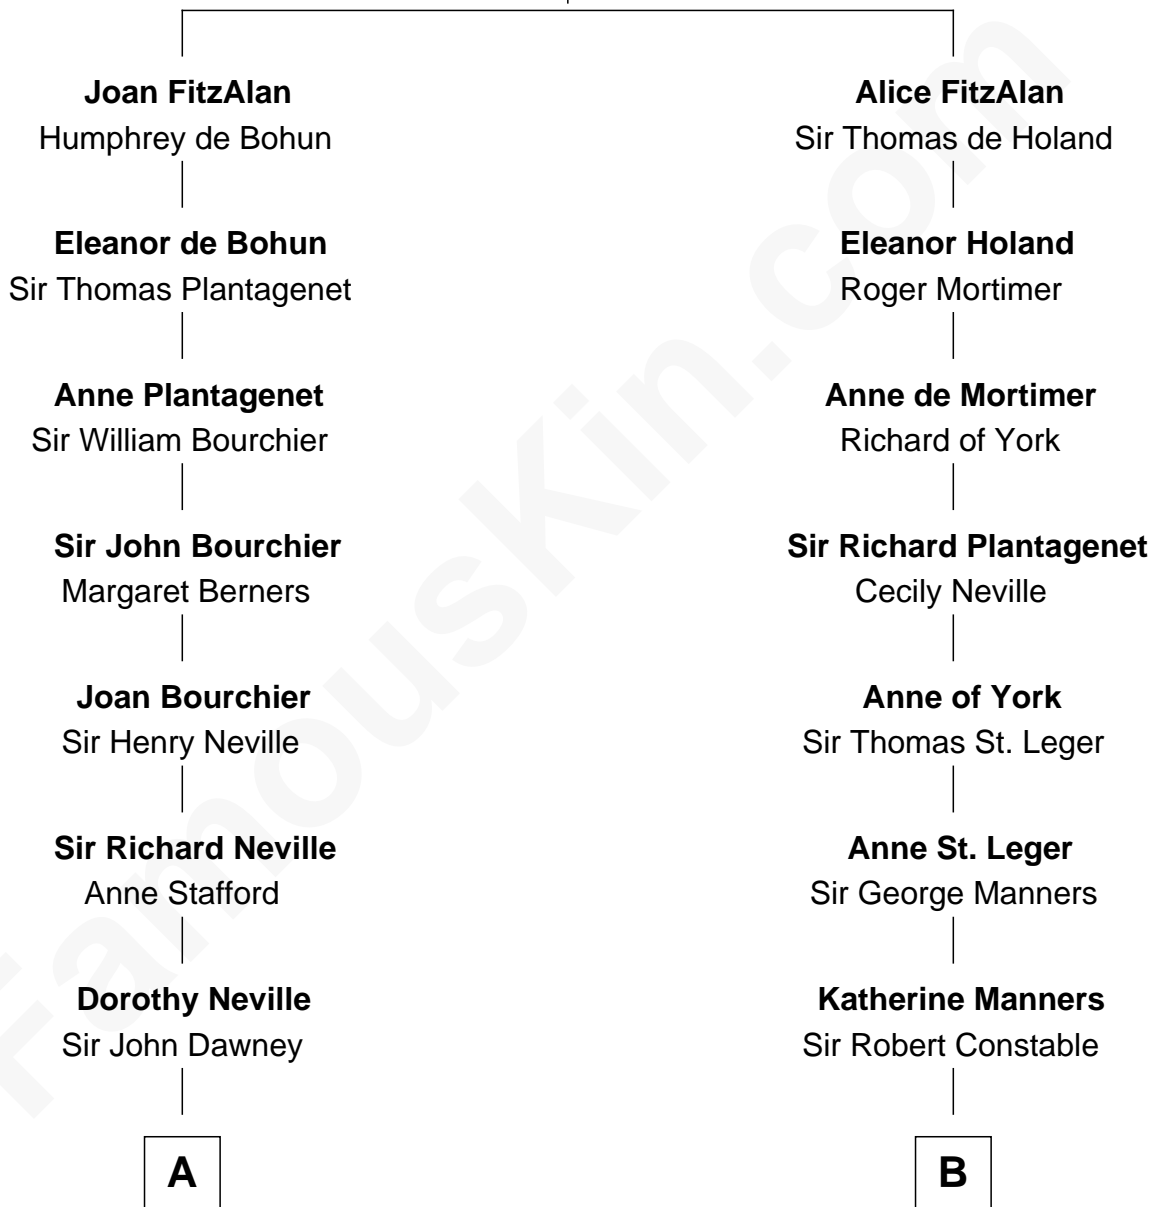 Joan FitzAlan
Humphrey de Bohun
Eleanor de Bohun
Sir Thomas Plantagenet
Anne Plantagenet
Sir William Bourchier
Sir John Bourchier
Margaret Berners
Joan Bourchier
Sir Henry Neville
Sir Richard Neville
Anne Stafford
Dorothy Neville
Sir John Dawney
A
Alice FitzAlan
Sir Thomas de Holand
Eleanor Holand
Roger Mortimer
Anne de Mortimer
Richard of York
Sir Richard Plantagenet
Cecily Neville
Anne of York
Sir Thomas St. Leger
Anne St. Leger
Sir George Manners
Katherine Manners
Sir Robert Constable
B
FamousKin.com